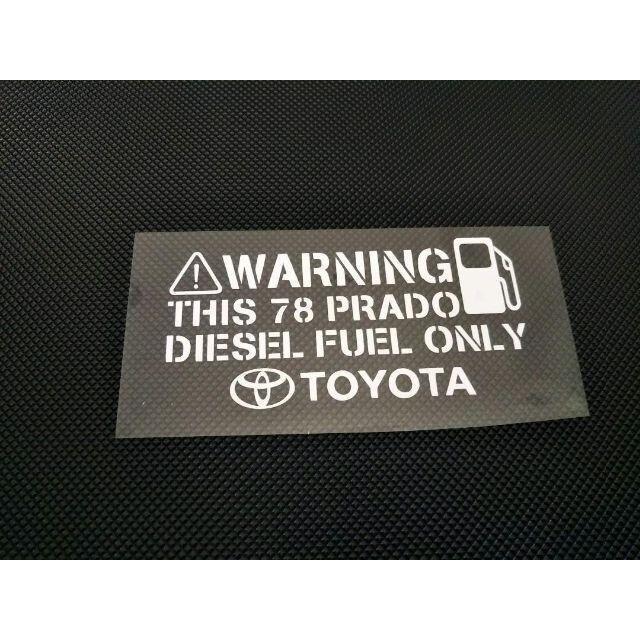 WARNING
THIS 78 PRADO
DIESEL FUEL ONLY
TOYOTA